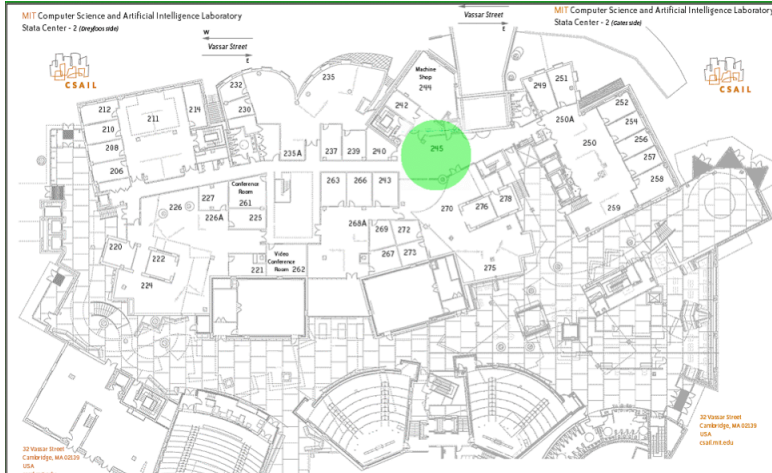 MIT Computer Science and Artificial Intelligence Laboratory
Stata Center - 2 (Dreyfoos side)
MIT Computer Science and Artificial Intelligence Laboratory
Stata Center - 2 (Gates side)
W
Vassar Street
E
Vassar Street
E
CSAIL
CSAIL
Machine
Shop
244
235
232
230
242
249
251
212
211
214
210
208
206
252
250A
254
250
256
257
258
259
235A
237
239
240
245
263
266
243
Conference
Room
261
227
226
226A
225
270
276
278
268A
269
272
267
273
275
220
222
224
221
Video
Conference
Room 262
32 Vassar Street
Cambridge, MA 02139
USA
32 Vassar Street
Cambridge, MA 02139
USA
csail.mit.edu